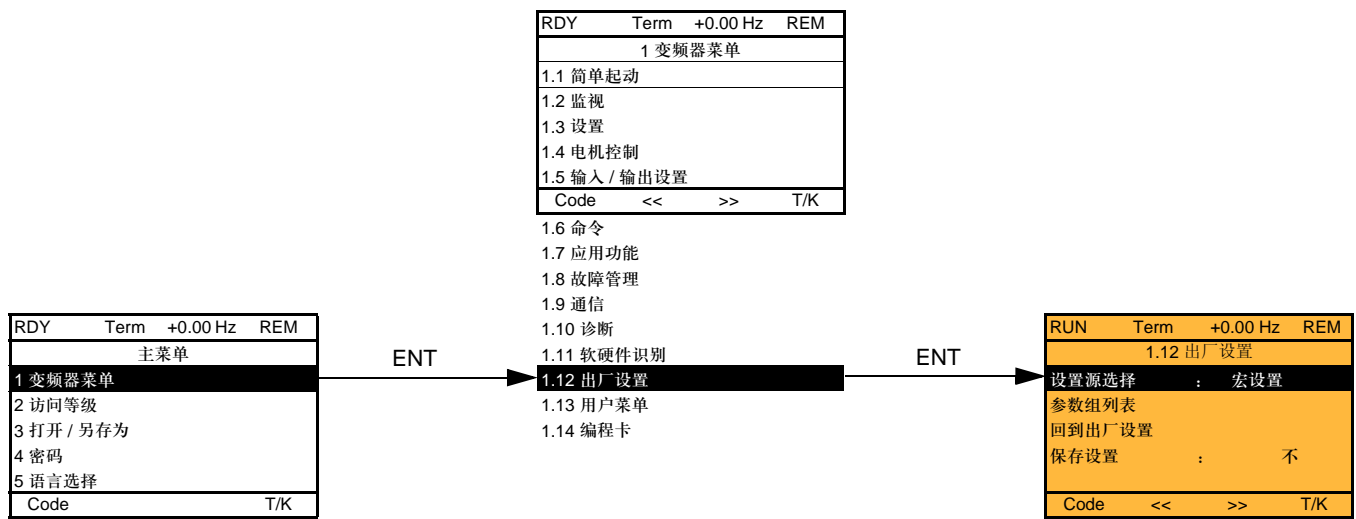 RDY Term +0.00 Hz REM
1 变频器菜单
1.1 简单起动
1.2 监视
1.3 设置
1.4 电机控制
1.5 输入 / 输出设置
Code << >> T/K
1.6 命令
1.7 应用功能
1.8 故障管理
1.9 通信
1.10 诊断
1.11 软硬件识别
1.12 出厂设置
1.13 用户菜单
1.14 编程卡
RDY Term +0.00 Hz REM
主菜单
1 变频器菜单
2 访问等级
3 打开 / 另存为
4 密码
5 语言选择
Code T/K
ENT
ENT
RUN Term +0.00 Hz REM
1.12 出厂设置
设置源选择 : 宏设置
参数组列表
回到出厂设置
保存设置 : 不
Code << >> T/K